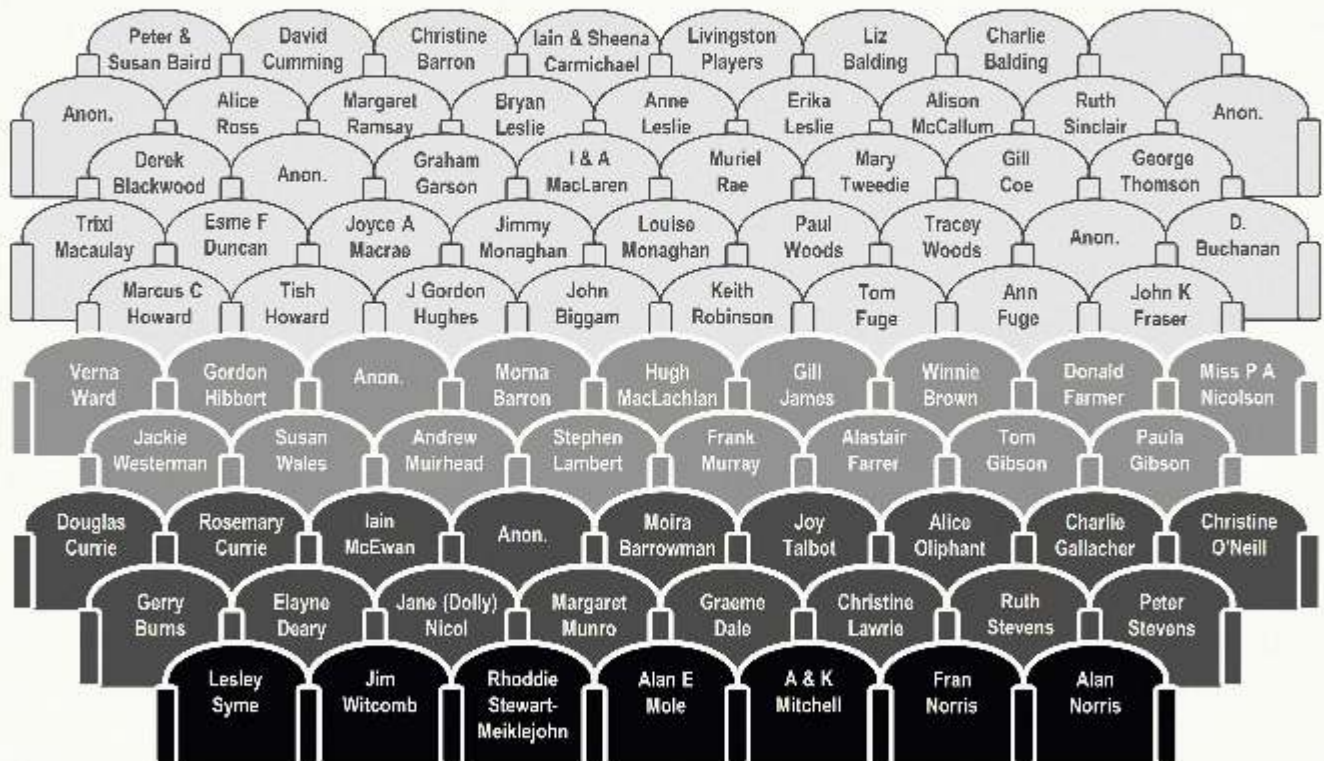 Peter & Susan Baird
David Cumming
Christine Barron
Iain & Sheena Carmichael
Livingston Players
Liz Balding
Charlie Balding
Anon.
Alice Ross
Margaret Ramsay
Bryan Leslie
Anne Leslie
Erika Leslie
Alison McCallum
Ruth Sinclair
Anon.
Derek Blackwood
Anon.
Graham Garson
I & A MacLaren
Muriel Rae
Mary Tweedie
Gill Coe
George Thomson
Trixi Macaulay
Esme F Duncan
Joyce A Macrae
Jimmy Monaghan
Louise Monaghan
Paul Woods
Tracey Woods
Anon.
D. Buchanan
Marcus C Howard
Tish Howard
J Gordon Hughes
John Biggam
Keith Robinson
Tom Fuge
Ann Fuge
John K Fraser
Verna Ward
Gordon Hibbert
Anon.
Morna Barron
Hugh MacLachlan
Gill James
Winnie Brown
Donald Farmer
Miss P A Nicolson
Jackie Westerman
Susan Wales
Andrew Muirhead
Stephen Lambert
Frank Murray
Alastair Farrer
Tom Gibson
Paula Gibson
Douglas Currie
Rosemary Currie
Iain McEwan
Anon.
Moira Barrowman
Joy Talbot
Alice Oliphant
Charlie Gallacher
Christine O'Neill
Gerry Burns
Elayne Deary
Jane (Dolly) Nicol
Margaret Munro
Graeme Dale
Christine Lawrie
Ruth Stevens
Peter Stevens
Lesley Syme
Jim Witcomb
Rhoddie Stewart-Meiklejohn
Alan E Mole
A & K Mitchell
Fran Norris
Alan Norris